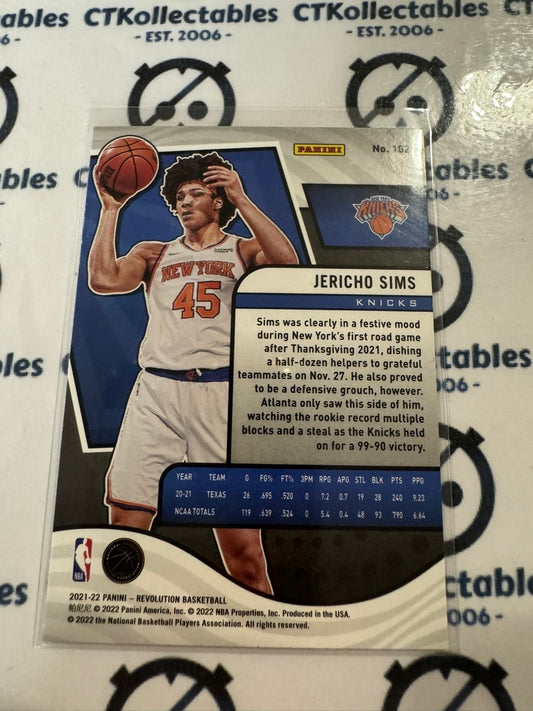 CTKollectables
- EST. 2006 -
CTKollectables
- EST. 2006 -
PANINI
No. 102
KNICKS
NEW YORK
45
JERICHO SIMS
KNICKS
Sims was clearly in a festive mood
during New York's first road game
after Thanksgiving 2021, dishing
a half-dozen helpers to grateful
teammates on Nov. 27. He also proved
to be a defensive grouch, however.
Atlanta only saw this side of him,
watching the rookie record multiple
blocks and a steal as the Knicks held
on for a 99-90 victory.
YEAR TEAM G FG% FT% 3PM RPG APG STL BLK PTS PPG
20-21 TEXAS 26 .695 .520 0 7.2 0.7 19 28 240 9.23
NCAA TOTALS 119 .639 .524 0 5.4 0.4 48 93 790 6.64
NBA
2021-22 PANINI – REVOLUTION BASKETBALL
帕尼尼 © 2022 Panini America, Inc. © 2022 NBA Properties, Inc. Produced in the USA.
© 2022 the National Basketball Players Association. All rights reserved.